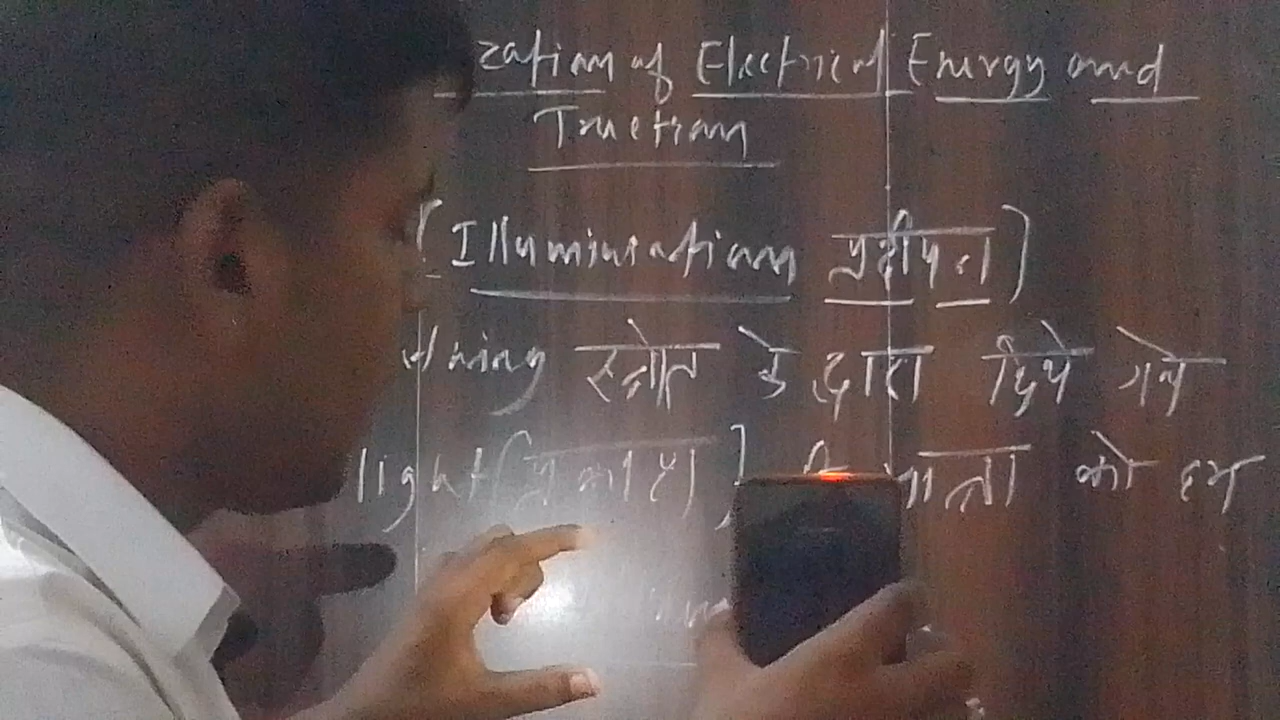 zation of Electrical Energy and
Traction
(Illumination प्रदीपन)
स्त्रोत के द्वारा दिये गये
light (प्रकाश) की मात्रा को हम